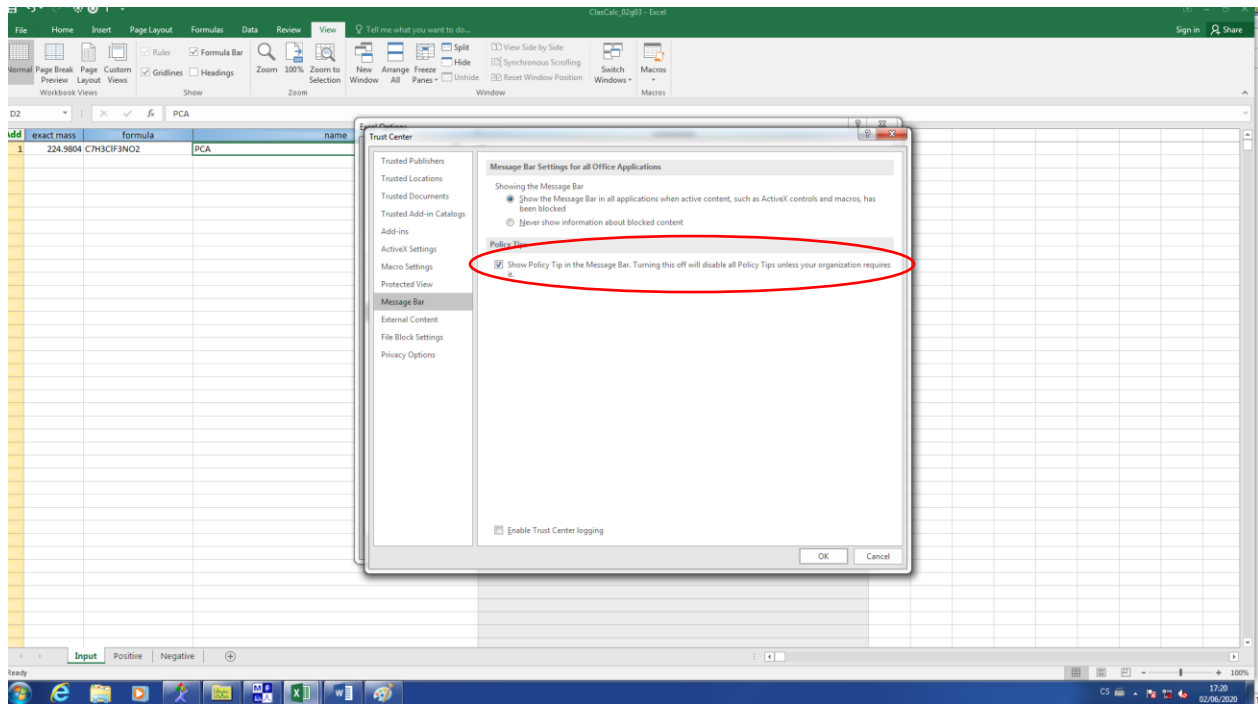 ClasCalc_02g03 - Excel
File Home Insert Page Layout Formulas Data Review View Tell me what you want to do... Sign in Share
Normal Page Break Preview Page Layout Custom Views
Workbook Views
Ruler Formula Bar
Gridlines Headings
Show
Zoom 100% Zoom to Selection
Zoom
New Window Arrange All Freeze Panes
Split
Hide
Unhide
View Side by Side
Synchronous Scrolling
Reset Window Position
Switch Windows
Window
Macros
Macros
D2 fx PCA
Add exact mass formula name
1 224.9804 C7H3ClF3NO2 PCA
Excel Options
Trust Center
Trusted Publishers
Trusted Locations
Trusted Documents
Trusted Add-in Catalogs
Add-ins
ActiveX Settings
Macro Settings
Protected View
Message Bar
External Content
File Block Settings
Privacy Options
Message Bar Settings for all Office Applications
Showing the Message Bar
Show the Message Bar in all applications when active content, such as ActiveX controls and macros, has
been blocked
Never show information about blocked content
Policy Tips
Show Policy Tip in the Message Bar. Turning this off will disable all Policy Tips unless your organization requires
it.
Enable Trust Center logging
OK Cancel
Input Positive Negative
Ready 100%
CS 17:20
02/06/2020